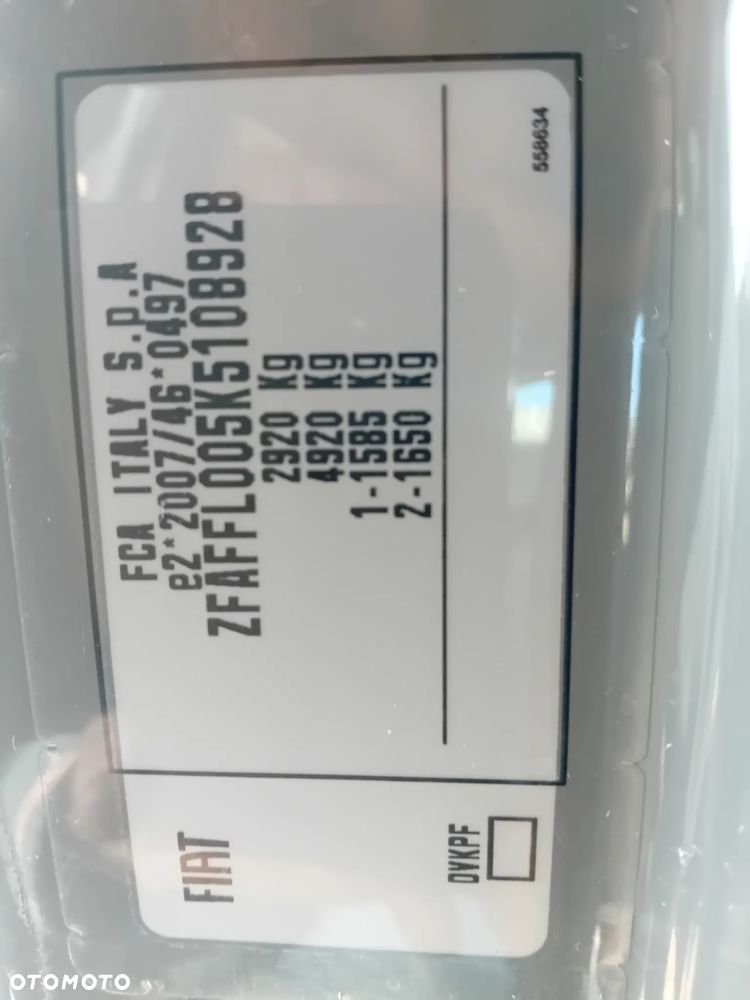 FCA ITALY S.p.A
e2*2007/46*0497
ZFAFFL005K5108928
2920 Kg
4920 Kg
1-1585 Kg
2-1650 Kg
558634
FIAT
DVKPF
OTOMOTO